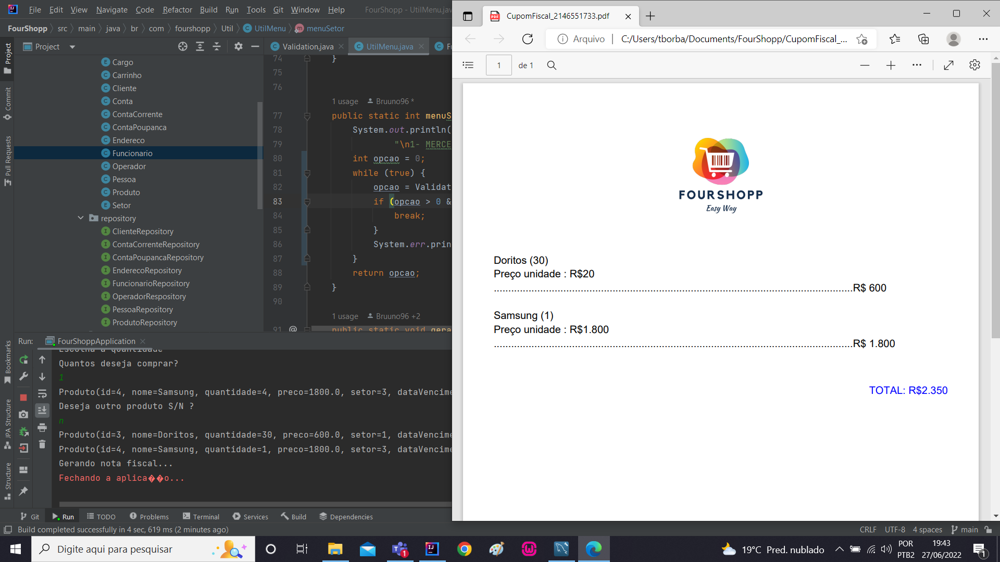 File Edit View Navigate Code Refactor Build Run Tools Git Window Help FourShopp - UtilMenu.jav
FourShopp src main java br com fourshopp Util UtilMenu menuSetor
Project
Validation.java UtilMenu.java Fu
Project
Commit
Pull Requests
Bookmarks
JPA Structure
Structure
Cargo
Carrinho
Cliente
Conta
ContaCorrente
ContaPoupanca
Endereco
Funcionario
Operador
Pessoa
Produto
Setor
repository
ClienteRepository
ContaCorrenteRepository
ContaPoupancaRepository
EnderecoRepository
FuncionarioRepository
OperadorRespository
PessoaRepository
ProdutoRepository
74 }
75
76
1 usage Bruuno96 *
77 public static int menuS
78 System.out.println(
79 "\n1- MERCE
80 int opcao = 0;
81 while (true) {
82 opcao = Validat
83 if (opcao > 0 &
84 break;
85 }
86 System.err.prin
87 }
88 return opcao;
89 }
90
1 usage Bruuno96 +2
91 @ public static void gera
Run: FourShoppApplication
Escolha a quantidade
Quantos deseja comprar?
1
Produto(id=4, nome=Samsung, quantidade=4, preco=1800.0, setor=3, dataVencime
Deseja outro produto S/N ?
n
Produto(id=3, nome=Doritos, quantidade=30, preco=600.0, setor=1, dataVencime
Produto(id=4, nome=Samsung, quantidade=1, preco=1800.0, setor=3, dataVencime
Gerando nota fiscal...
Fechando a aplica��o...
Git Run TODO Problems Terminal Services Build Dependencies
Build completed successfully in 4 sec, 619 ms (2 minutes ago)
CRLF UTF-8 4 spaces main
CupomFiscal_2146551733.pdf
Arquivo C:/Users/tborba/Documents/FourShopp/CupomFiscal_...
1 de 1
FOURSHOPP
Easy Way
Doritos (30)
Preço unidade : R$20
............................................................................................................................R$ 600
Samsung (1)
Preço unidade : R$1.800
............................................................................................................................R$ 1.800
TOTAL: R$2.350
Digite aqui para pesquisar
1
19°C Pred. nublado
POR
PTB2
19:43
27/06/2022
1